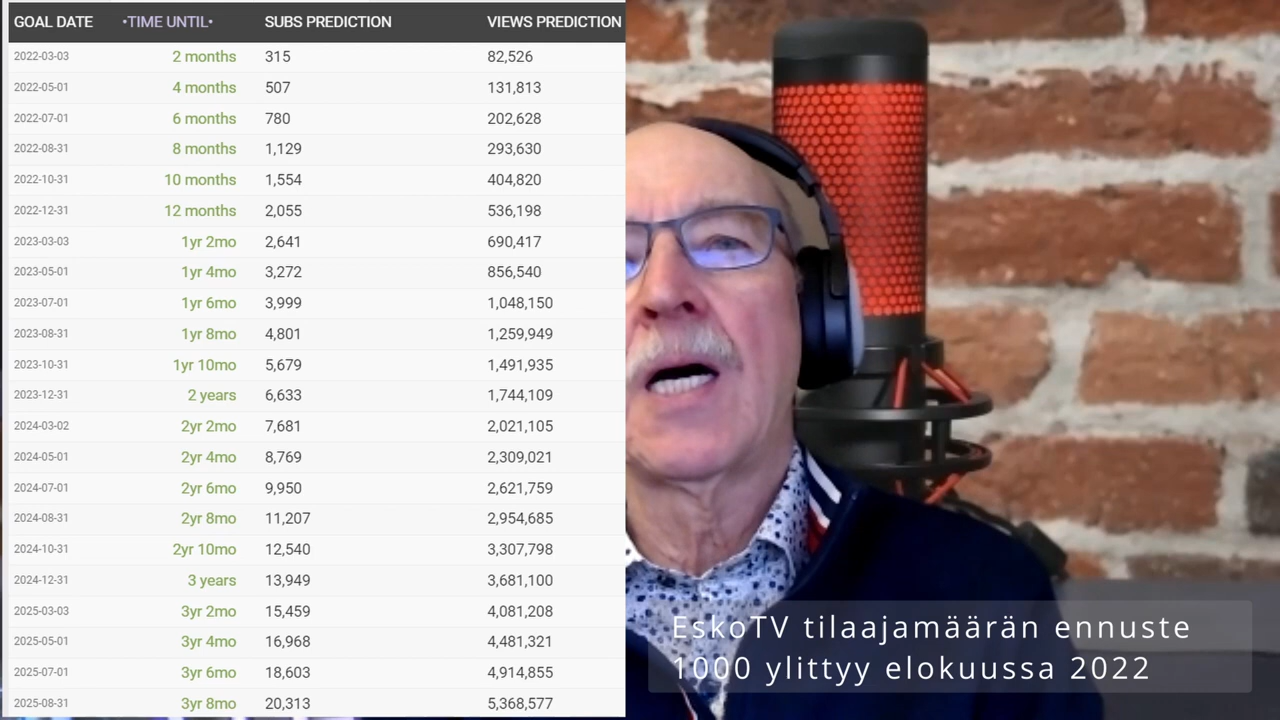 GOAL DATE •TIME UNTIL• SUBS PREDICTION VIEWS PREDICTION
2022-03-03 2 months 315 82,526
2022-05-01 4 months 507 131,813
2022-07-01 6 months 780 202,628
2022-08-31 8 months 1,129 293,630
2022-10-31 10 months 1,554 404,820
2022-12-31 12 months 2,055 536,198
2023-03-03 1yr 2mo 2,641 690,417
2023-05-01 1yr 4mo 3,272 856,540
2023-07-01 1yr 6mo 3,999 1,048,150
2023-08-31 1yr 8mo 4,801 1,259,949
2023-10-31 1yr 10mo 5,679 1,491,935
2023-12-31 2 years 6,633 1,744,109
2024-03-02 2yr 2mo 7,681 2,021,105
2024-05-01 2yr 4mo 8,769 2,309,021
2024-07-01 2yr 6mo 9,950 2,621,759
2024-08-31 2yr 8mo 11,207 2,954,685
2024-10-31 2yr 10mo 12,540 3,307,798
2024-12-31 3 years 13,949 3,681,100
2025-03-03 3yr 2mo 15,459 4,081,208
2025-05-01 3yr 4mo 16,968 4,481,321
2025-07-01 3yr 6mo 18,603 4,914,855
2025-08-31 3yr 8mo 20,313 5,368,577
EskoTV tilaajamäärän ennuste
1000 ylittyy elokuussa 2022